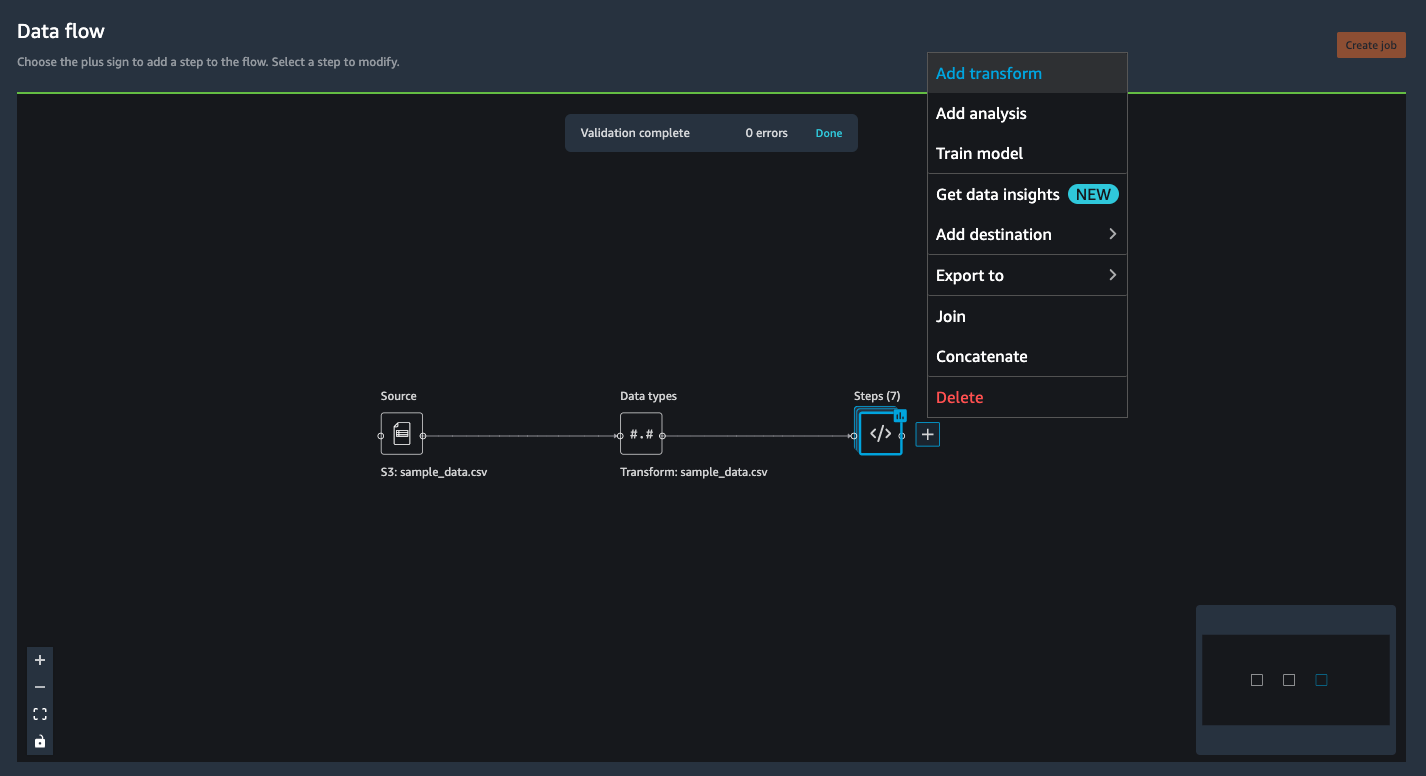 Data flow
Choose the plus sign to add a step to the flow. Select a step to modify.
Create job
Add transform
Add analysis
Train model
Get data insights NEW
Add destination
Export to
Join
Concatenate
Delete
Validation complete 0 errors Done
Source
Data types
Steps (7)
#.#
</>
S3: sample_data.csv
Transform: sample_data.csv